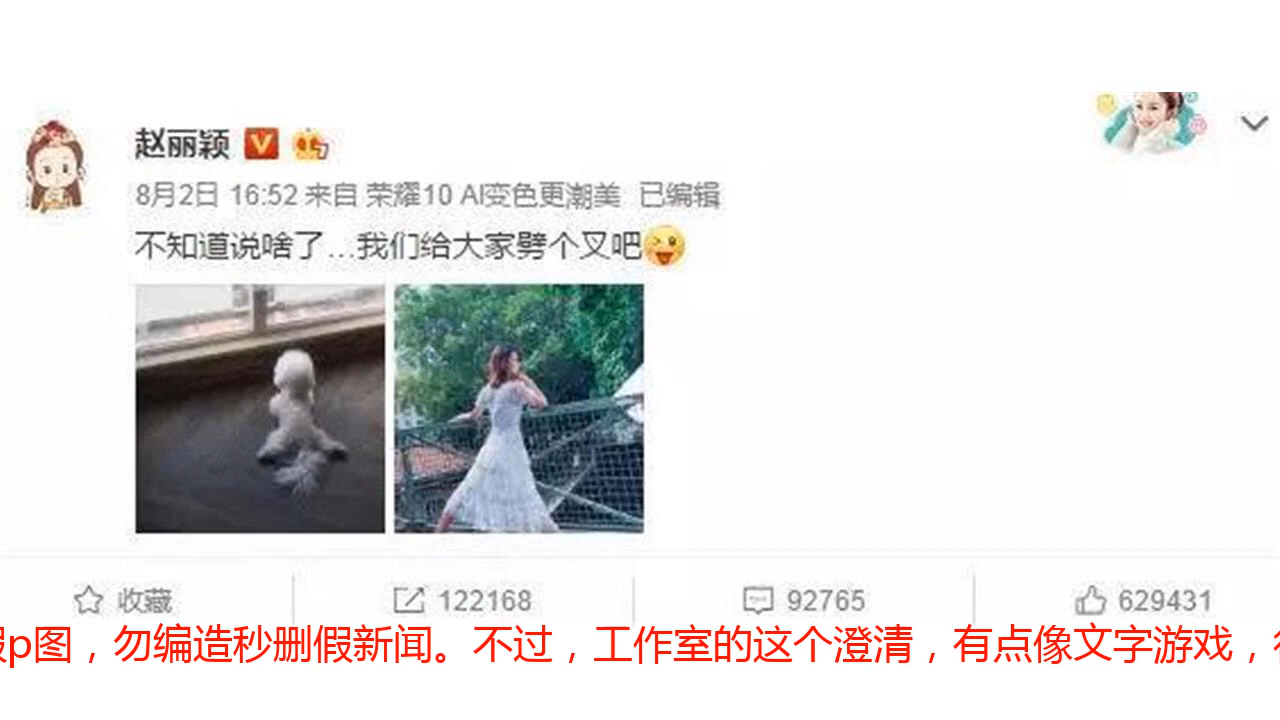 赵丽颖
8月2日 16:52 来自 荣耀10 AI变色更潮美 已编辑
不知道说啥了...我们给大家劈个叉吧
收藏 122168 92765 629431
p图，勿编造秒删假新闻。不过，工作室的这个澄清，有点像文字游戏，